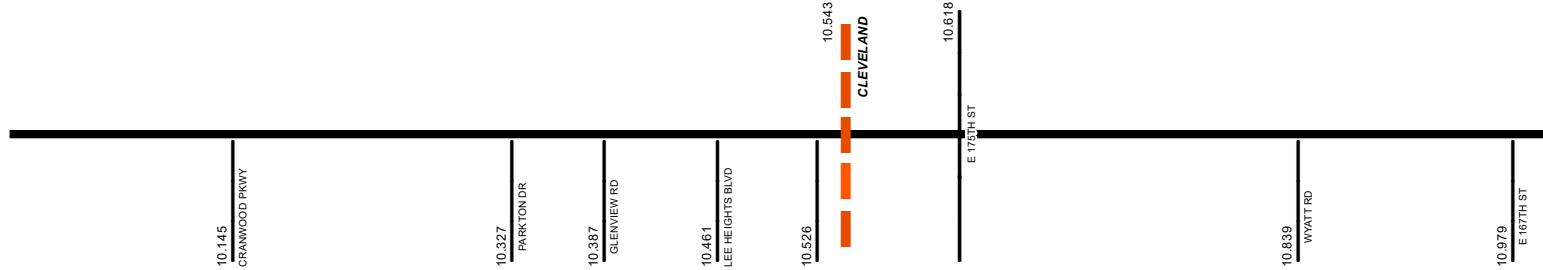 10.145
CRANWOOD PKWY
10.327
PARKTON DR
10.387
GLENVIEW RD
10.461
LEE HEIGHTS BLVD
10.526
10.543
CLEVELAND
10.618
E 175TH ST
10.839
WYATT RD
10.979
E 167TH ST